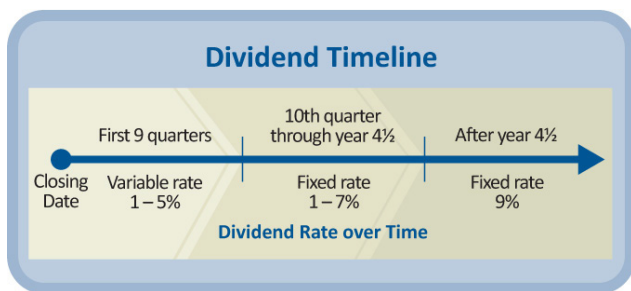 Dividend Timeline
First 9 quarters
10th quarter
through year 4½
After year 4½
Closing
Date
Variable rate
1 – 5%
Fixed rate
1 – 7%
Fixed rate
9%
Dividend Rate over Time